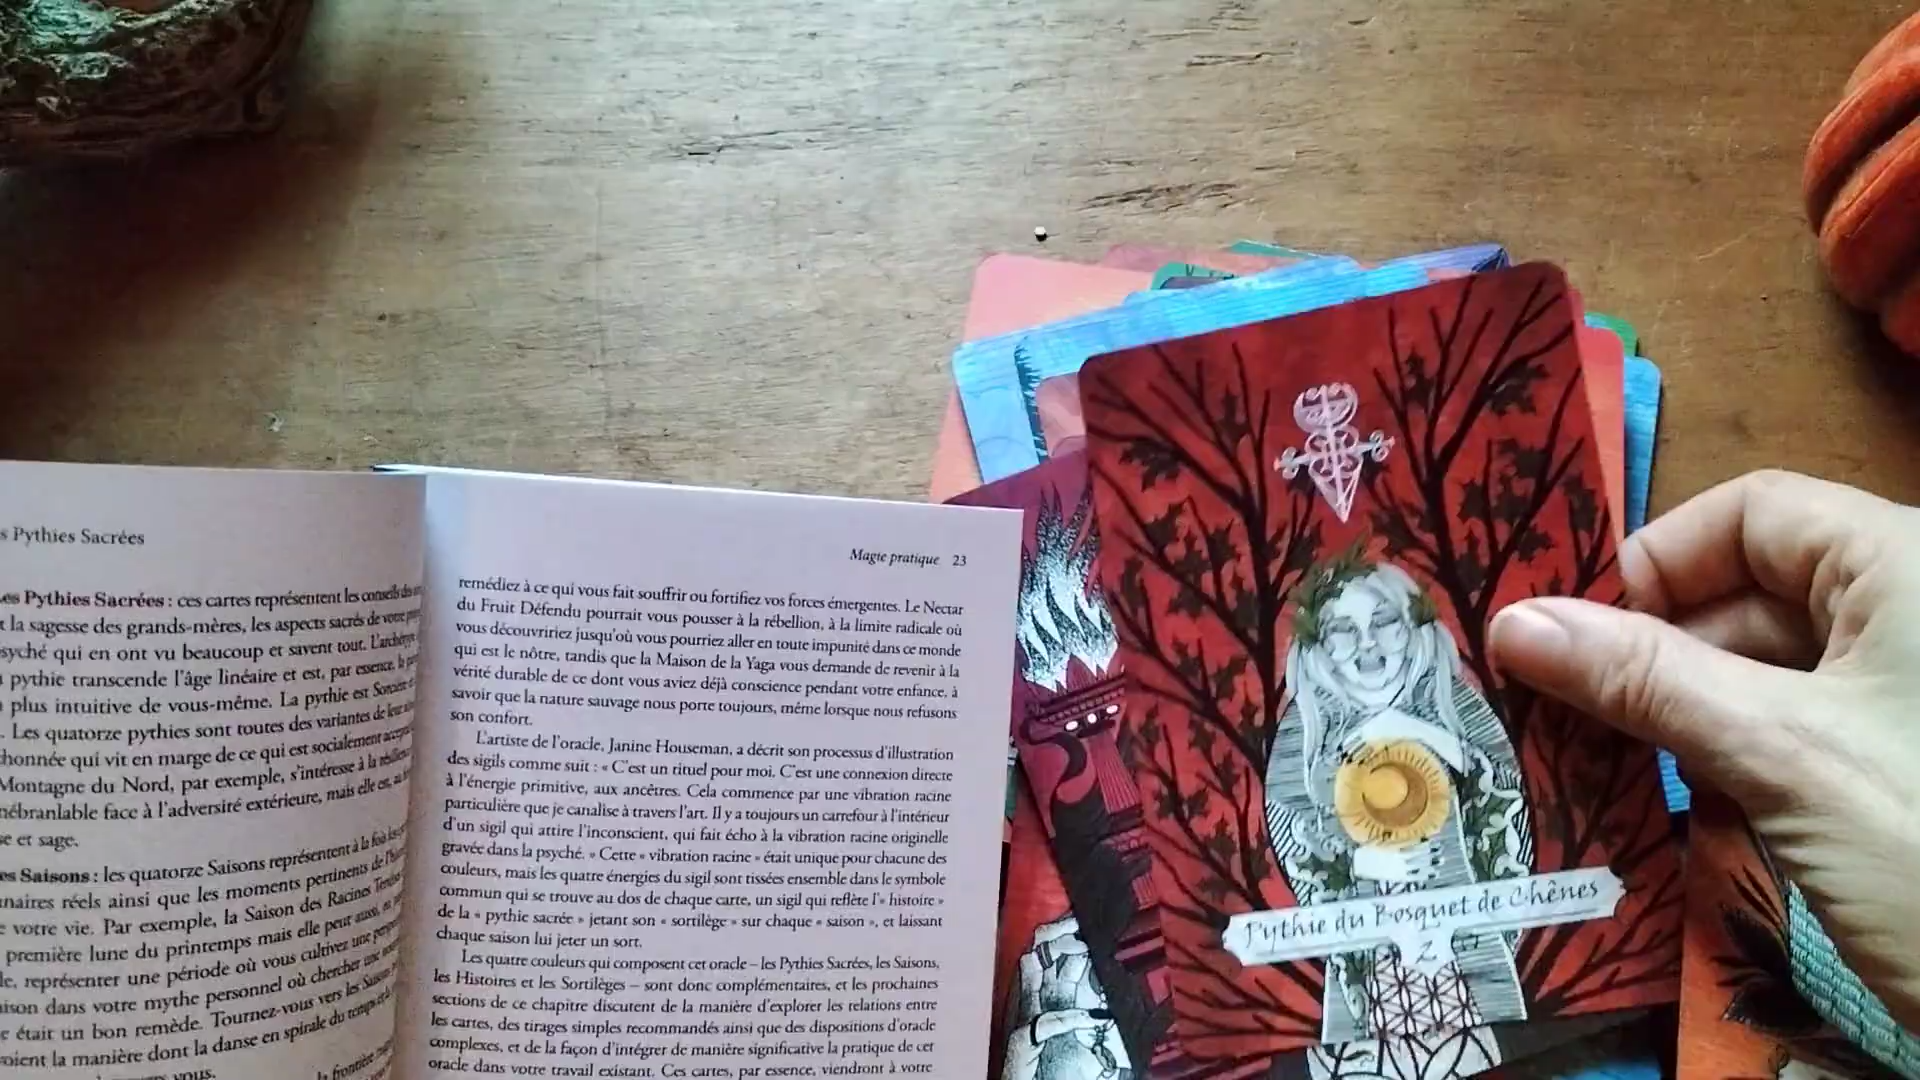 s Pythies Sacrées
es Pythies Sacrées : ces cartes représentent les conseils des
t la sagesse des grands-mères, les aspects sacrés de votre
syché qui en ont vu beaucoup et savent tout. L'archétype
pythie transcende l'âge linéaire et est, par essence, la
plus intuitive de vous-même. La pythie est
. Les quatorze pythies sont toutes des variantes de
honnée qui vit en marge de ce qui est socialement
Montagne du Nord, par exemple, s'intéresse à la
nébranlable face à l'adversité extérieure, mais elle est,
se et sage.
es Saisons : les quatorze Saisons représentent à la fois
naires réels ainsi que les moments pertinents de
e votre vie. Par exemple, la Saison des Racines
première lune du printemps mais elle peut aussi,
le, représenter une période où vous cultivez une
ison dans votre mythe personnel où chercher une
e était un bon remède. Tournez-vous vers les Saisons
oient la manière dont la danse en spirale du temps
vous.
la frontière
Magie pratique 23
remédiez à ce qui vous fait souffrir ou fortifiez vos forces émergentes. Le Nectar
du Fruit Défendu pourrait vous pousser à la rébellion, à la limite radicale où
vous découvririez jusqu'où vous pourriez aller en toute impunité dans ce monde
qui est le nôtre, tandis que la Maison de la Yaga vous demande de revenir à la
vérité durable de ce dont vous aviez déjà conscience pendant votre enfance, à
savoir que la nature sauvage nous porte toujours, même lorsque nous refusons
son confort.
L'artiste de l'oracle, Janine Houseman, a décrit son processus d'illustration
des sigils comme suit : « C'est un rituel pour moi. C'est une connexion directe
à l'énergie primitive, aux ancêtres. Cela commence par une vibration racine
particulière que je canalise à travers l'art. Il y a toujours un carrefour à l'intérieur
d'un sigil qui attire l'inconscient, qui fait écho à la vibration racine originelle
gravée dans la psyché. » Cette « vibration racine » était unique pour chacune des
couleurs, mais les quatre énergies du sigil sont tissées ensemble dans le symbole
commun qui se trouve au dos de chaque carte, un sigil qui reflète l'« histoire »
de la « pythie sacrée » jetant son « sortilège » sur chaque « saison », et laissant
chaque saison lui jeter un sort.
Les quatre couleurs qui composent cet oracle – les Pythies Sacrées, les Saisons,
les Histoires et les Sortilèges – sont donc complémentaires, et les prochaines
sections de ce chapitre discutent de la manière d'explorer les relations entre
les cartes, des tirages simples recommandés ainsi que des dispositions d'oracle
complexes, et de la façon d'intégrer de manière significative la pratique de cet
oracle dans votre travail existant. Ces cartes, par essence, viendront à votre
Pythie du Bosquet de Chênes
2